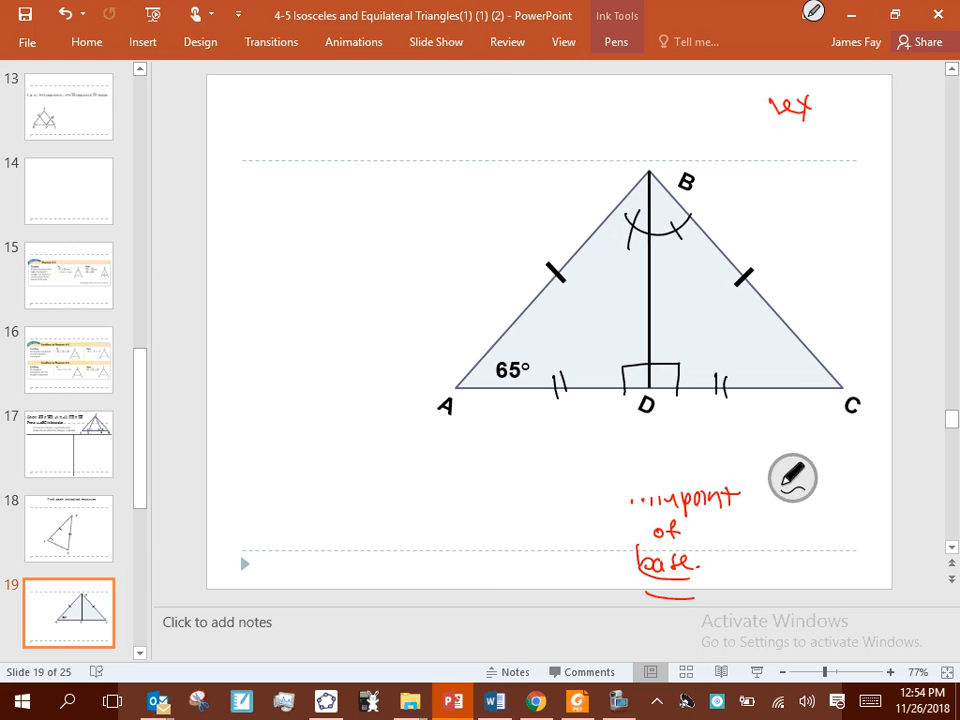 4-5 Isosceles and Equilateral Triangles(1) (1) (2) - PowerPoint
Ink Tools
File
Home
Insert
Design
Transitions
Animations
Slide Show
Review
View
Pens
Tell me...
James Fay
Share
13
14
15
16
17
18
19
B
65°
A
D
C
of
base.
Click to add notes
Activate Windows
Go to Settings to activate Windows.
Slide 19 of 25
Notes
Comments
77%
12:54 PM
11/26/2018